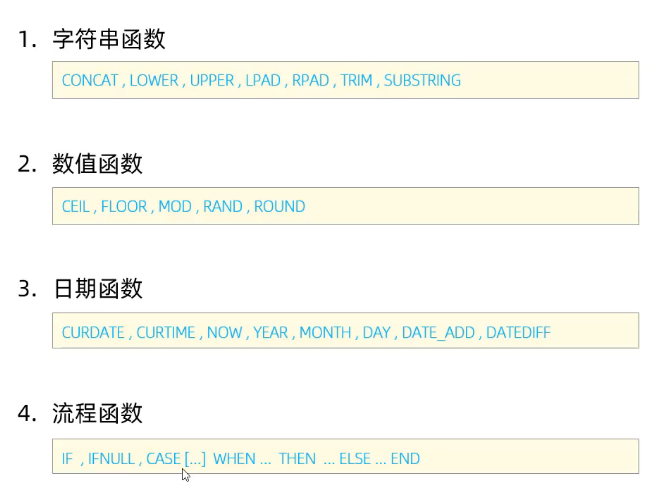 1. 字符串函数
CONCAT , LOWER , UPPER , LPAD , RPAD , TRIM , SUBSTRING
2. 数值函数
CEIL , FLOOR , MOD , RAND , ROUND
3. 日期函数
CURDATE , CURTIME , NOW , YEAR , MONTH , DAY , DATE_ADD , DATEDIFF
4. 流程函数
IF , IFNULL , CASE [...] WHEN ... THEN ... ELSE ... END